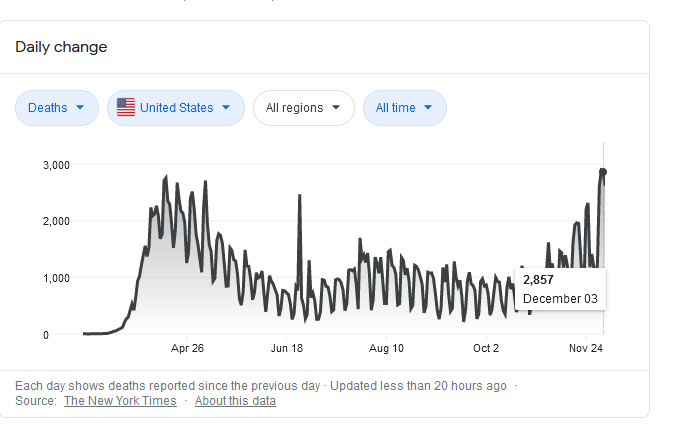 Daily change
Deaths United States All regions All time
3,000
2,000
1,000
0
2,857
December 03
Apr 26 Jun 18 Aug 10 Oct 2 Nov 24
Each day shows deaths reported since the previous day · Updated less than 20 hours ago ·
Source: The New York Times · About this data